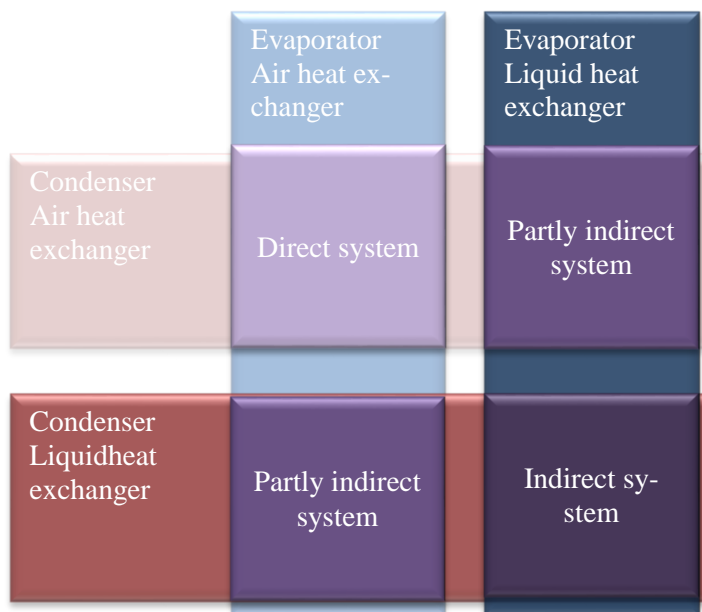 Evaporator
Air heat ex-
changer
Evaporator
Liquid heat
exchanger
Condenser
Air heat
exchanger
Direct system
Partly indirect
system
Condenser
Liquidheat
exchanger
Partly indirect
system
Indirect sy-
stem